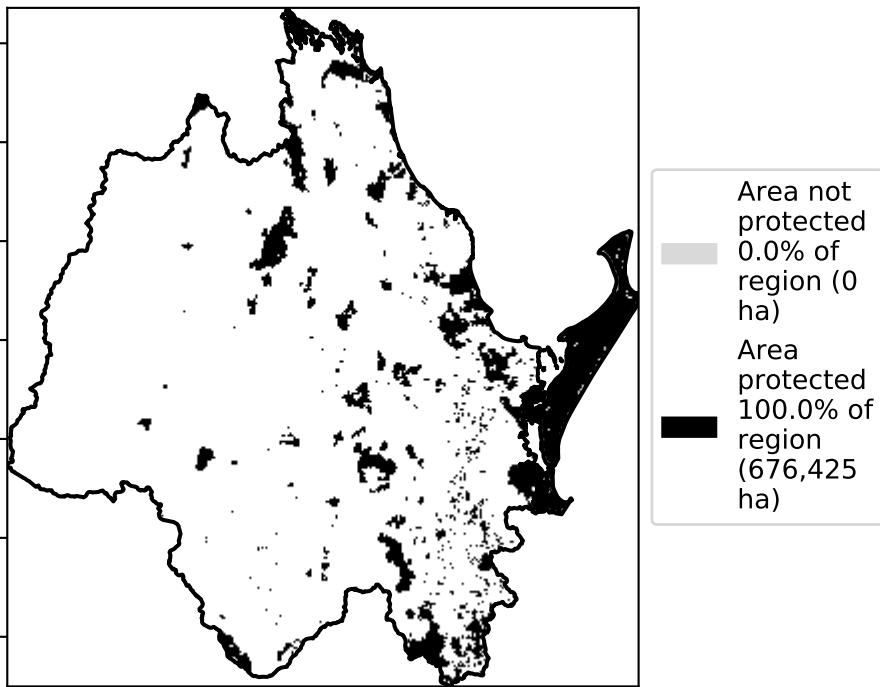 Area not
protected
0.0% of
region (0
ha)
Area
protected
100.0% of
region
(676,425
ha)